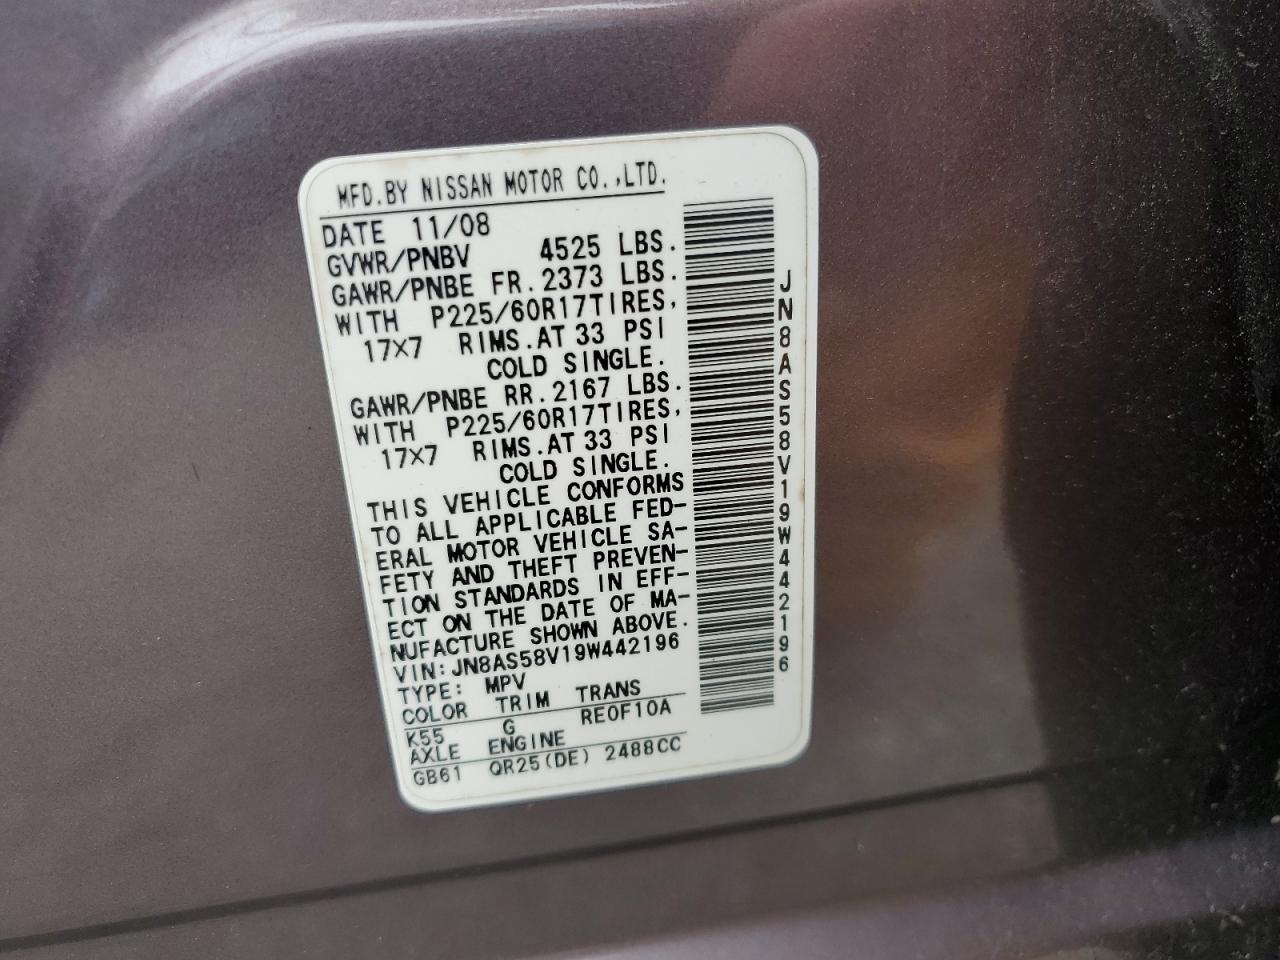 MFD.BY NISSAN MOTOR CO.,LTD.
DATE 11/08
GVWR/PNBV 4525 LBS.
GAWR/PNBE FR. 2373 LBS.
WITH P225/60R17TIRES,
17×7 RIMS.AT 33 PSI
COLD SINGLE.
GAWR/PNBE RR. 2167 LBS.
WITH P225/60R17TIRES,
17×7 RIMS.AT 33 PSI
COLD SINGLE.
THIS VEHICLE CONFORMS
TO ALL APPLICABLE FED-
ERAL MOTOR VEHICLE SA-
FETY AND THEFT PREVEN-
TION STANDARDS IN EFF-
ECT ON THE DATE OF MA-
NUFACTURE SHOWN ABOVE.
VIN:JN8AS58V19W442196
TYPE: MPV
COLOR TRIM TRANS
K55 G RE0F10A
AXLE ENGINE
GB61 QR25(DE) 2488CC
JN8AS58V19W442196